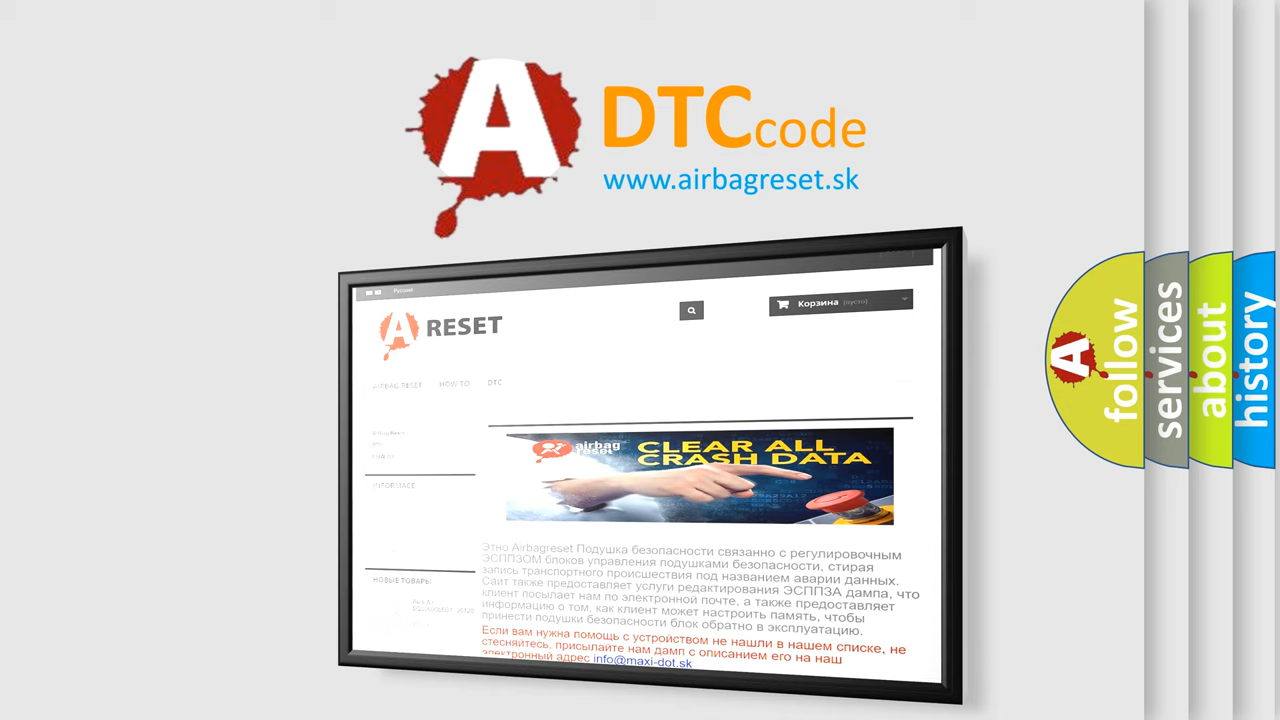 A
DTCcode
www.airbagreset.sk
Русский
A RESET
Корзина (пусто)
AIRBAG RESET HOW TO DTC
INFORMACE
airbag
reset
CLEAR ALL
CRASH DATA
Этно Airbagreset Подушка безопасности связанно с регулировочным
ЭСППЗОМ блоков управления подушками безопасности, стирая
запись транспортного происшествия под названием аварии данных.
Сайт также предоставляет услуги редактирования ЭСППЗА дампа, что
клиент посылает нам по электронной почте, а также предоставляет
информацию о том, как клиент может настроить память, чтобы
принести подушки безопасности блок обратно в эксплуатацию.
Если вам нужна помощь с устройством не нашли в нашем списке, не
стесняйтесь, присылайте нам дамп с описанием его на наш
электронный адрес info@maxi-dot.sk
НОВЫЕ ТОВАРЫ
A
follow
services
about
history